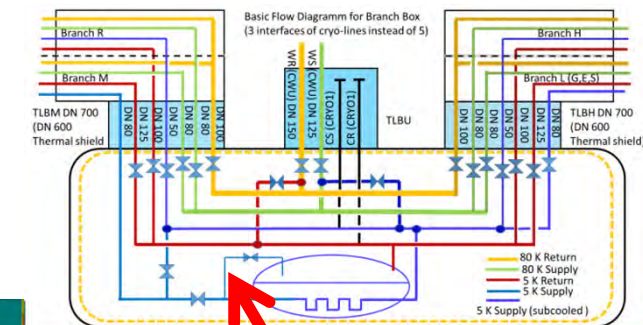 Basic Flow Diagramm for Branch Box
(3 interfaces of cryo-lines instead of 5)
Branch R
Branch M
Branch H
Branch L (G,E,S)
TLBM DN 700
(DN 600
Thermal shield
DN 80
DN 125
DN 100
DN 50
DN 80
DN 80
DN 100
WR (CWU) DN 150
WS (CWU) DN 125
CS (CRYO1)
CR (CRYO1)
TLBU
DN 100
DN 80
DN 80
DN 50
DN 100
DN 125
DN 80
TLBH DN 700
(DN 600
Thermal shield)
80 K Return
80 K Supply
5 K Return
5 K Supply
5 K Supply (subcooled )